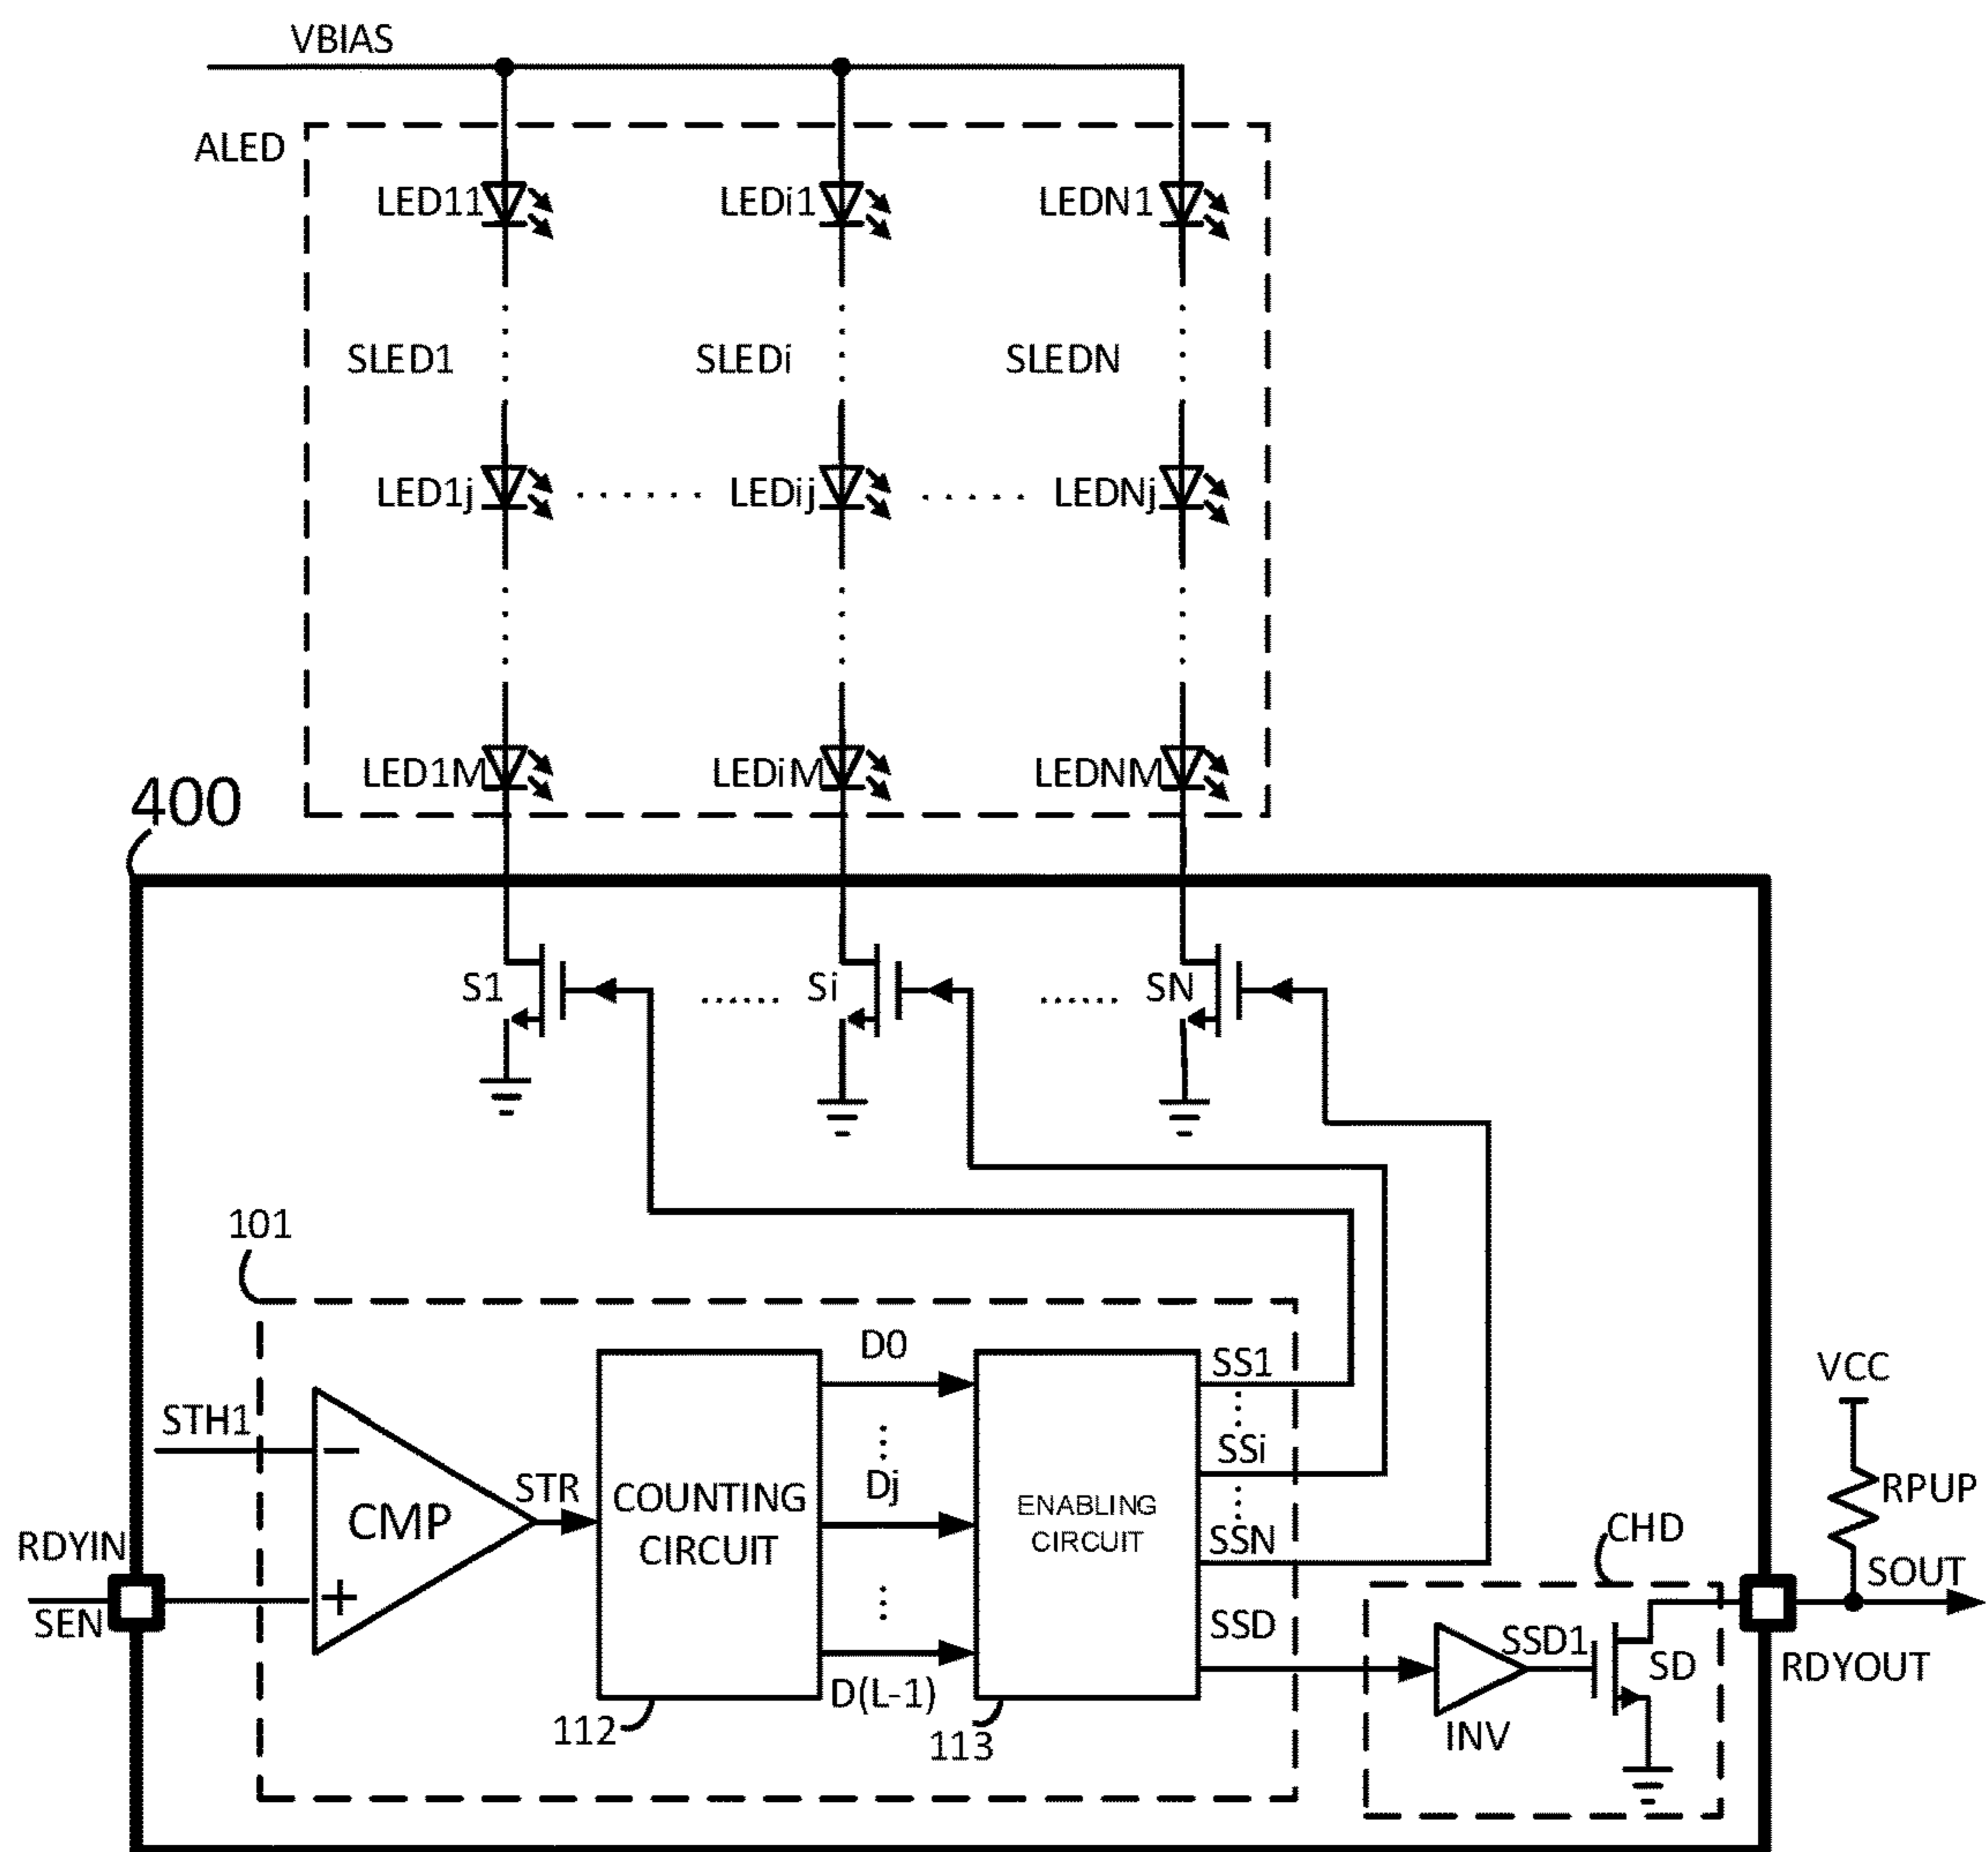 VBIAS
ALED
LED11
LEDi1
LEDN1
SLED1
SLEDi
SLEDN
LED1j
LEDij
LEDNj
LED1M
LEDiM
LEDNM
400
S1
Si
SN
101
STH1
RDYIN
SEN
CMP
−
+
STR
COUNTING
CIRCUIT
112
D0
Dj
D(L-1)
ENABLING
CIRCUIT
113
SS1
SSi
SSN
SSD
CHD
INV
SSD1
SD
VCC
RPUP
SOUT
RDYOUT